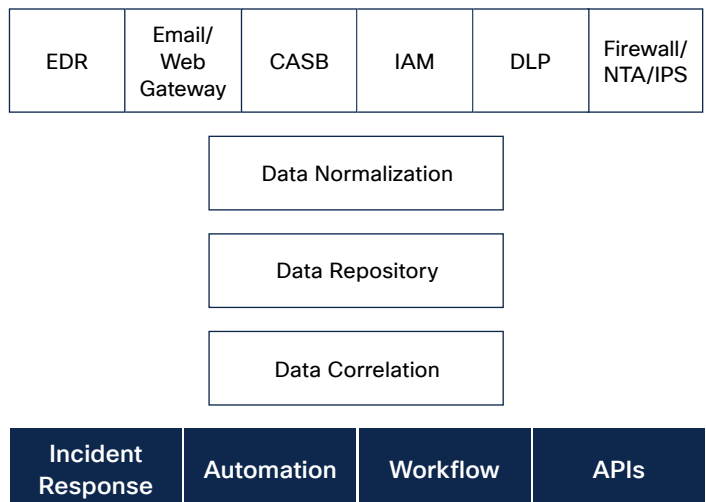 EDR
Email/
Web
Gateway
CASB
IAM
DLP
Firewall/
NTA/IPS
Data Normalization
Data Repository
Data Correlation
Incident
Response
Automation
Workflow
APIs